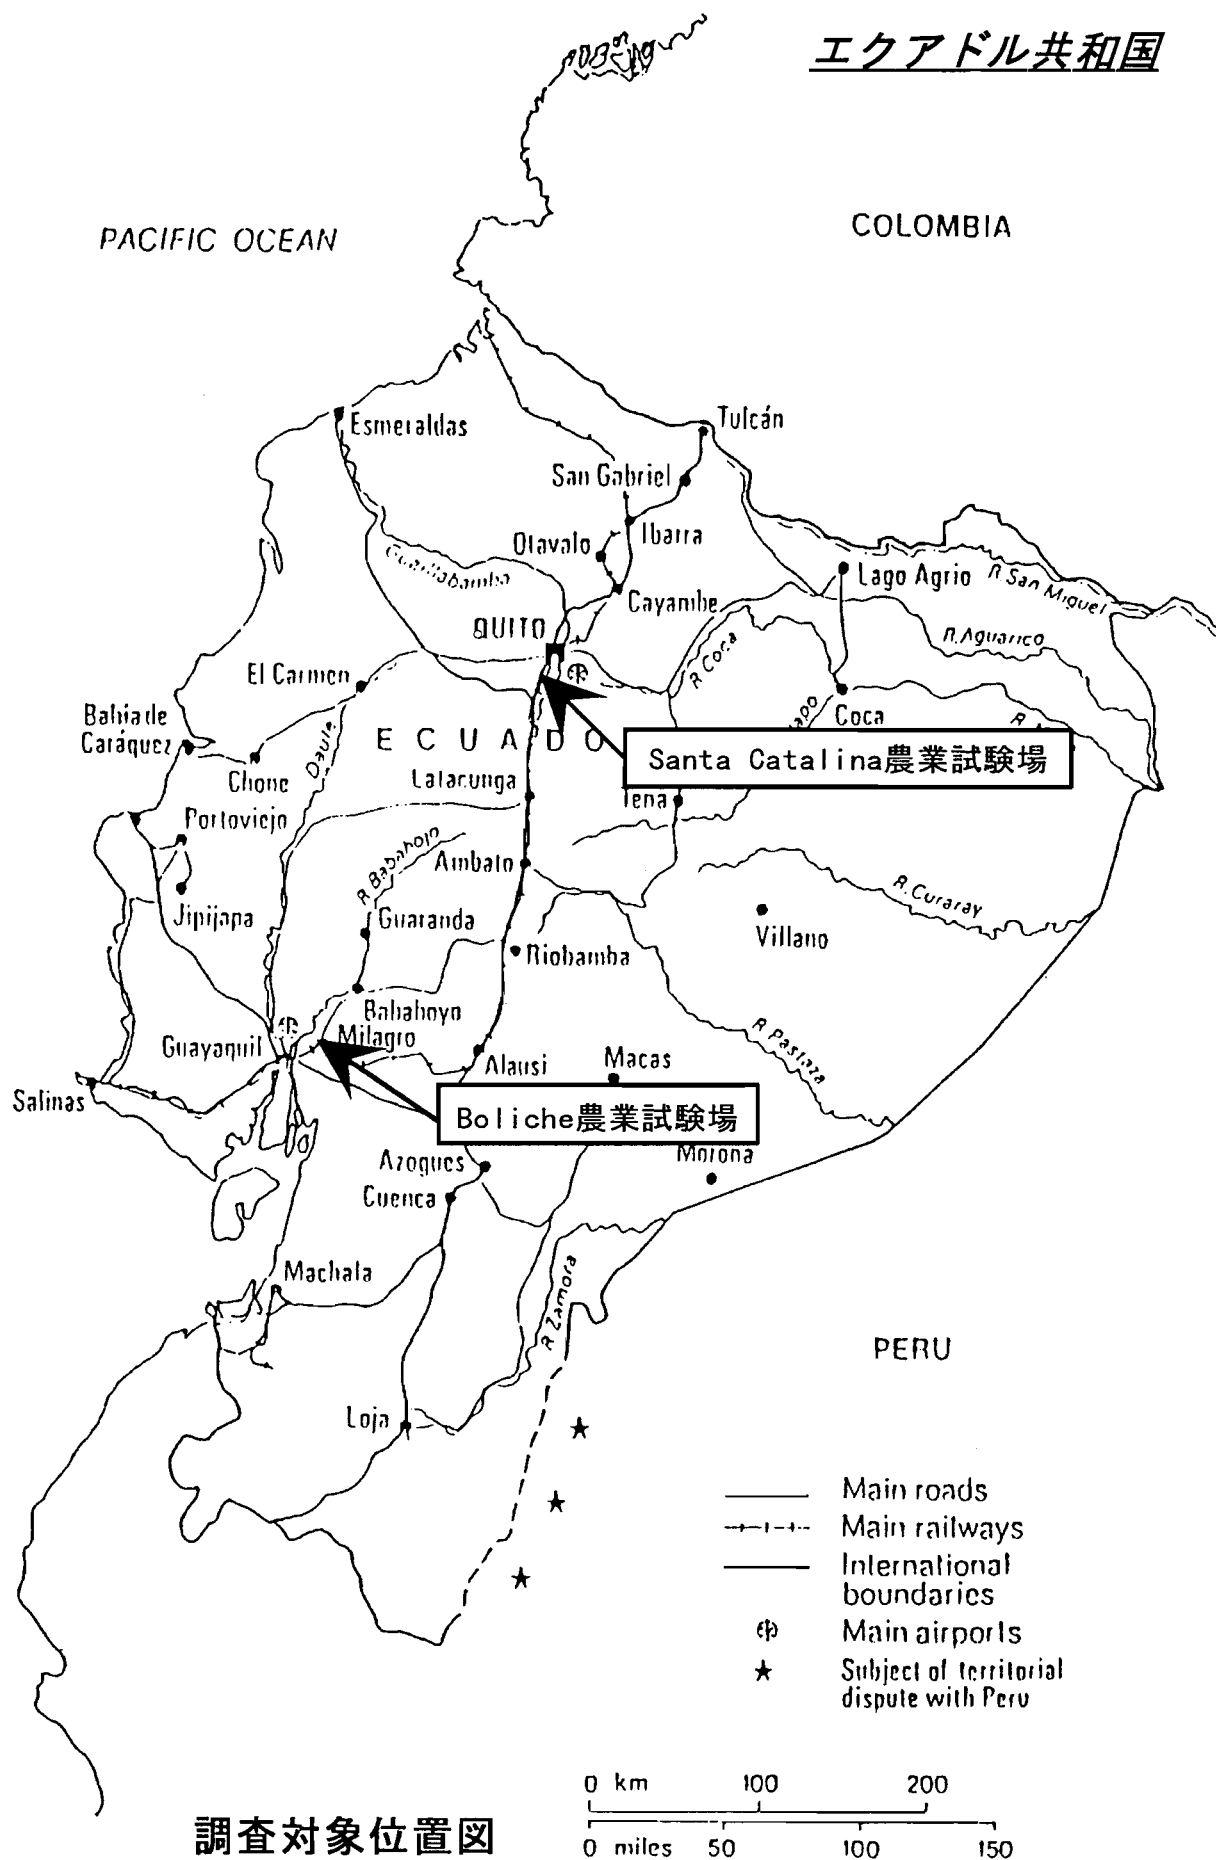 エクアドル共和国
PACIFIC OCEAN
COLOMBIA
Esmeraldas
Tulcán
San Gabriel
Ibarra
Otavalo
Guayllabamba
Lago Agrio
R. San Miguel
Cayambe
QUITO
R. Coca
R. Aguarico
El Carmen
Coca
Bahia de
Caráquez
ECUADO
Daule
Santa Catalina農業試験場
Chone
Latacunga
Tena
Portoviejo
R. Babahoyo
Ambato
R. Curaray
Jipijapa
Guaranda
Villano
Riobamba
Babahoyo
Milagro
Guayaquil
R. Pastaza
Alausi
Macas
Salinas
Boliche農業試験場
Morona
Azogues
Cuenca
Machala
R. Zamora
PERU
Loja
Main roads
Main railways
International
boundaries
Main airports
Subject of territorial
dispute with Peru
0 km 100 200
0 miles 50 100 150
調査対象位置図